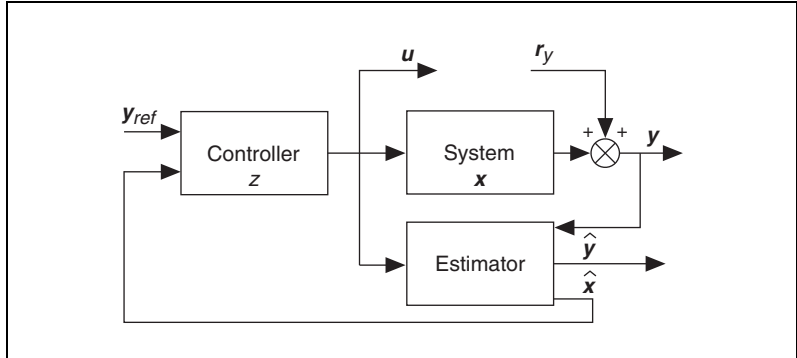 u
r_y
y_ref
Controller
z
System
x
+ +
y
Estimator
ŷ
x̂